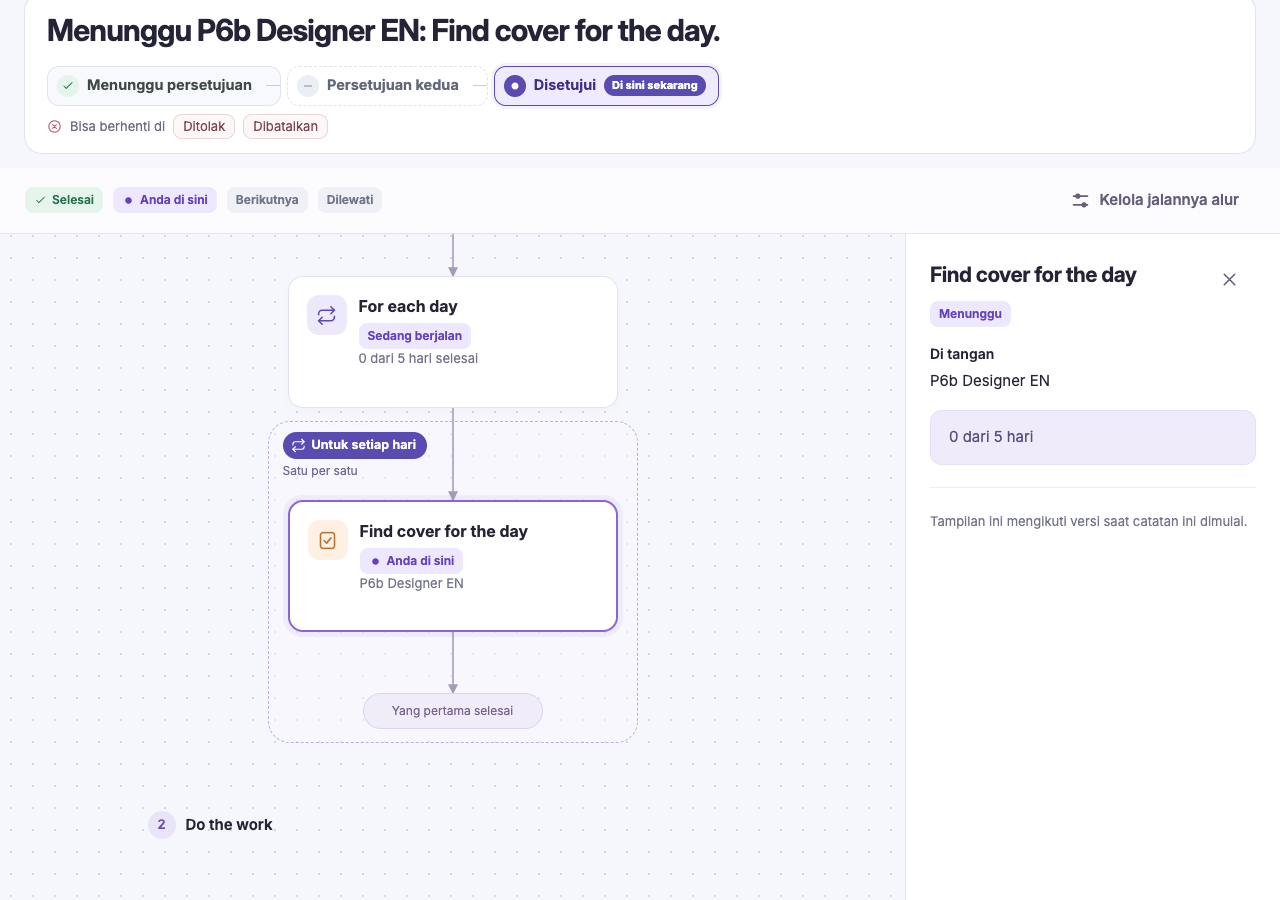 Menunggu P6b Designer EN: Find cover for the day.
Menunggu persetujuan
Persetujuan kedua
Disetujui
Di sini sekarang
Bisa berhenti di
Ditolak
Dibatalkan
Selesai
Anda di sini
Berikutnya
Dilewati
Kelola jalannya alur
For each day
Sedang berjalan
0 dari 5 hari selesai
Untuk setiap hari
Satu per satu
Find cover for the day
Anda di sini
P6b Designer EN
Yang pertama selesai
2
Do the work
Find cover for the day
Menunggu
Di tangan
P6b Designer EN
0 dari 5 hari
Tampilan ini mengikuti versi saat catatan ini dimulai.